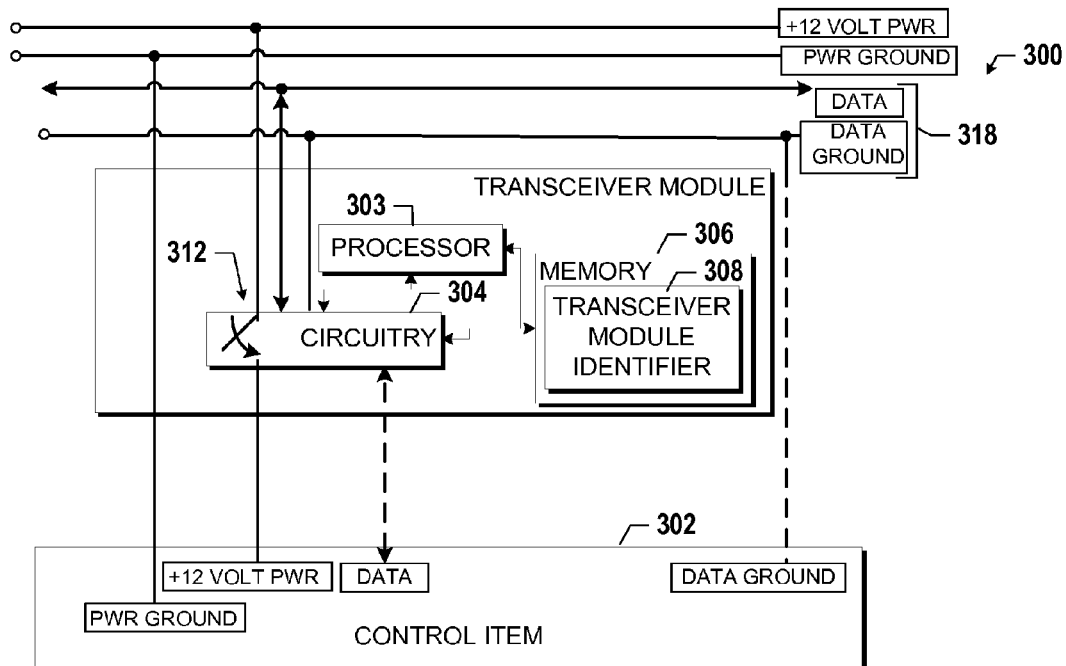 +12 VOLT PWR
PWR GROUND
300
DATA
DATA
GROUND
318
TRANSCEIVER MODULE
303
PROCESSOR
306
MEMORY
308
312
304
CIRCUITRY
TRANSCEIVER
MODULE
IDENTIFIER
302
+12 VOLT PWR
DATA
DATA GROUND
PWR GROUND
CONTROL ITEM